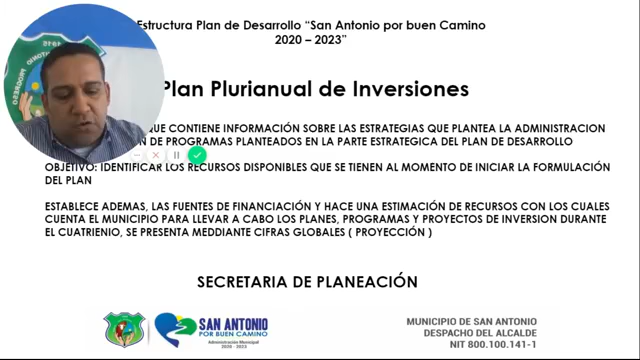 Estructura Plan de Desarrollo “San Antonio por buen Camino
2020 – 2023”
Plan Plurianual de Inversiones
QUE CONTIENE INFORMACIÓN SOBRE LAS ESTRATEGIAS QUE PLANTEA LA ADMINISTRACION
N DE PROGRAMAS PLANTEADOS EN LA PARTE ESTRATEGICA DEL PLAN DE DESARROLLO
OBJETIVO: IDENTIFICAR LOS RECURSOS DISPONIBLES QUE SE TIENEN AL MOMENTO DE INICIAR LA FORMULACIÓN
DEL PLAN
ESTABLECE ADEMAS, LAS FUENTES DE FINANCIACIÓN Y HACE UNA ESTIMACIÓN DE RECURSOS CON LOS CUALES
CUENTA EL MUNICIPIO PARA LLEVAR A CABO LOS PLANES, PROGRAMAS Y PROYECTOS DE INVERSION DURANTE
EL CUATRIENIO, SE PRESENTA MEDDIANTE CIFRAS GLOBALES ( PROYECCIÓN )
SECRETARIA DE PLANEACIÓN
SAN ANTONIO
POR BUEN CAMINO
Administración Municipal
2020 - 2023
MUNICIPIO DE SAN ANTONIO
DESPACHO DEL ALCALDE
NIT 800.100.141-1